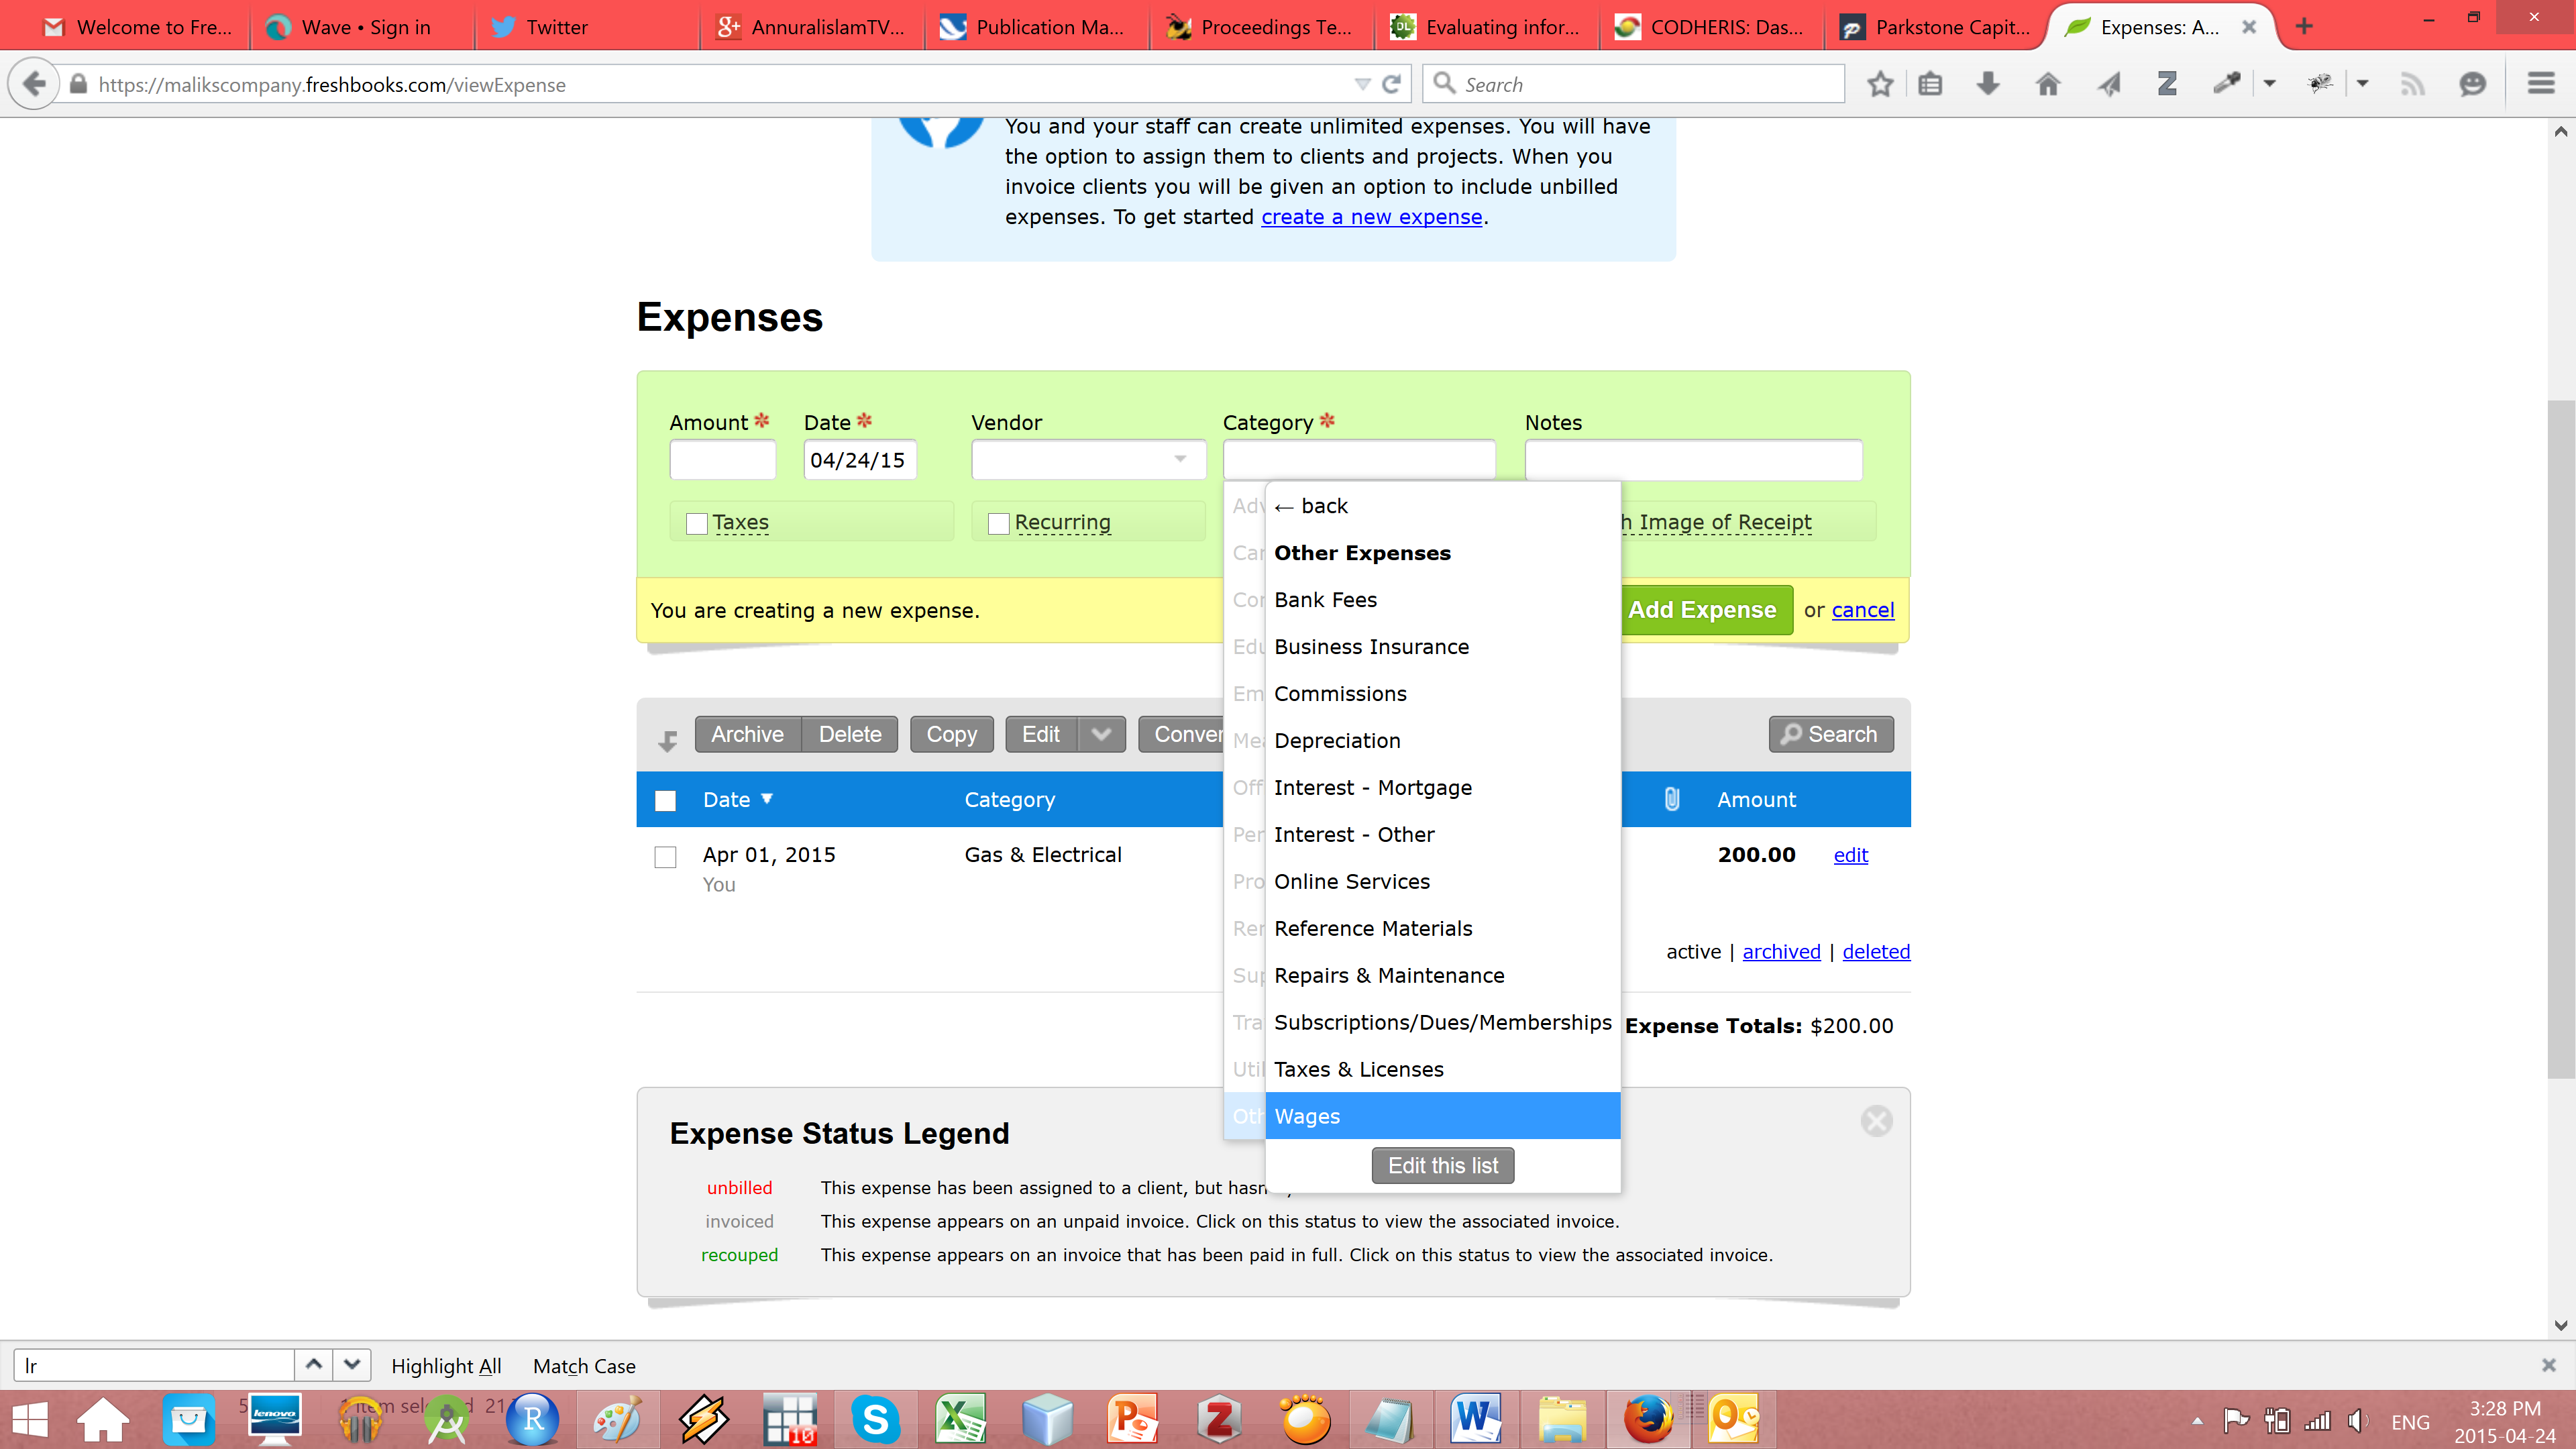 Welcome to Fre...
Wave • Sign in
Twitter
AnnuralislamTV...
Publication Ma...
Proceedings Te...
Evaluating infor...
CODHERIS: Das...
Parkstone Capit...
Expenses: A...
https://malikscompany.freshbooks.com/viewExpense
Search
You and your staff can create unlimited expenses. You will have
the option to assign them to clients and projects. When you
invoice clients you will be given an option to include unbilled
expenses. To get started create a new expense.
Expenses
Amount * Date * Vendor Category * Notes
04/24/15
Taxes Recurring h Image of Receipt
You are creating a new expense. Add Expense or cancel
← back
Other Expenses
Bank Fees
Business Insurance
Commissions
Depreciation
Interest - Mortgage
Interest - Other
Online Services
Reference Materials
Repairs & Maintenance
Subscriptions/Dues/Memberships
Taxes & Licenses
Wages
Edit this list
Adv
Car
Con
Edu
Em
Mea
Off
Per
Pro
Ren
Sup
Tra
Util
Oth
Archive Delete Copy Edit Conver Search
Date Category Amount
Apr 01, 2015 Gas & Electrical 200.00 edit
You
active | archived | deleted
Expense Totals: $200.00
Expense Status Legend
unbilled This expense has been assigned to a client, but hasn
invoiced This expense appears on an unpaid invoice. Click on this status to view the associated invoice.
recouped This expense appears on an invoice that has been paid in full. Click on this status to view the associated invoice.
lr Highlight All Match Case
lenovo
10
ENG
3:28 PM
2015-04-24